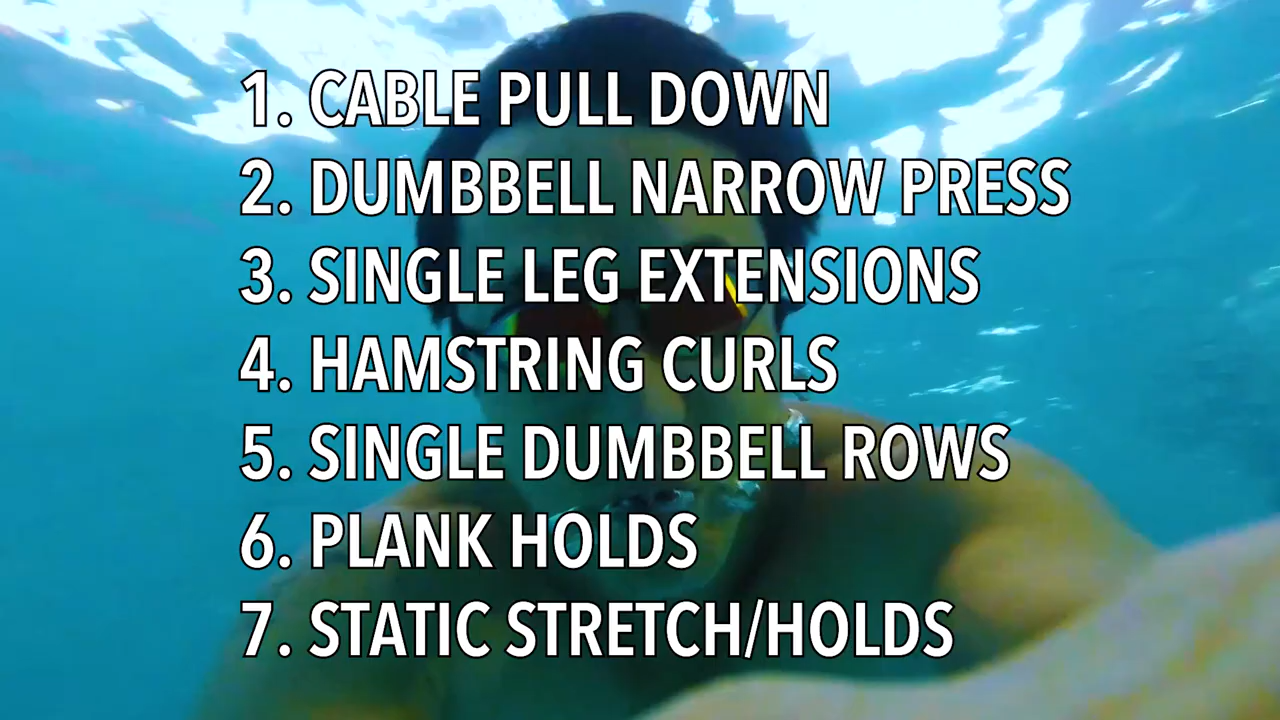 1. CABLE PULL DOWN
2. DUMBBELL NARROW PRESS
3. SINGLE LEG EXTENSIONS
4. HAMSTRING CURLS
5. SINGLE DUMBBELL ROWS
6. PLANK HOLDS
7. STATIC STRETCH/HOLDS